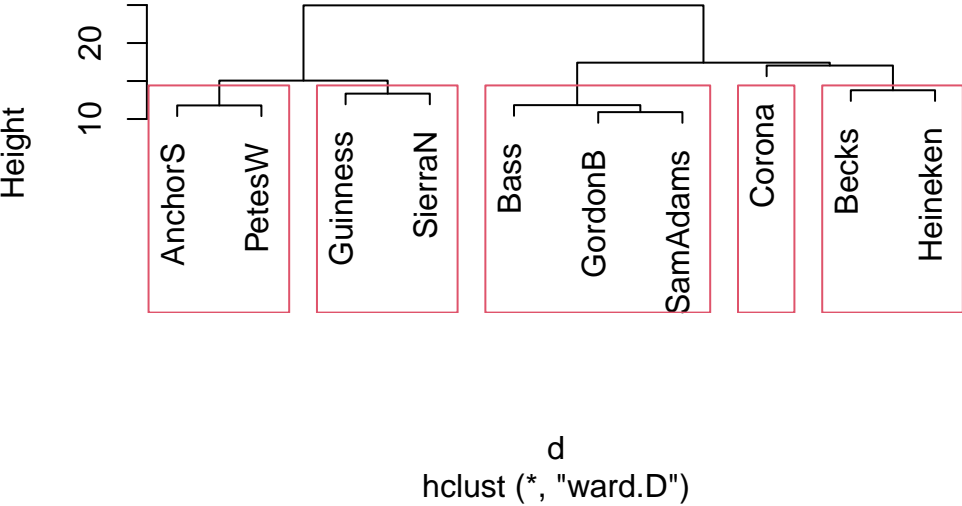 Height
20
10
AnchorS
PetesW
Guinness
SierraN
Bass
GordonB
SamAdams
Corona
Becks
Heineken
d
hclust (*, "ward.D")